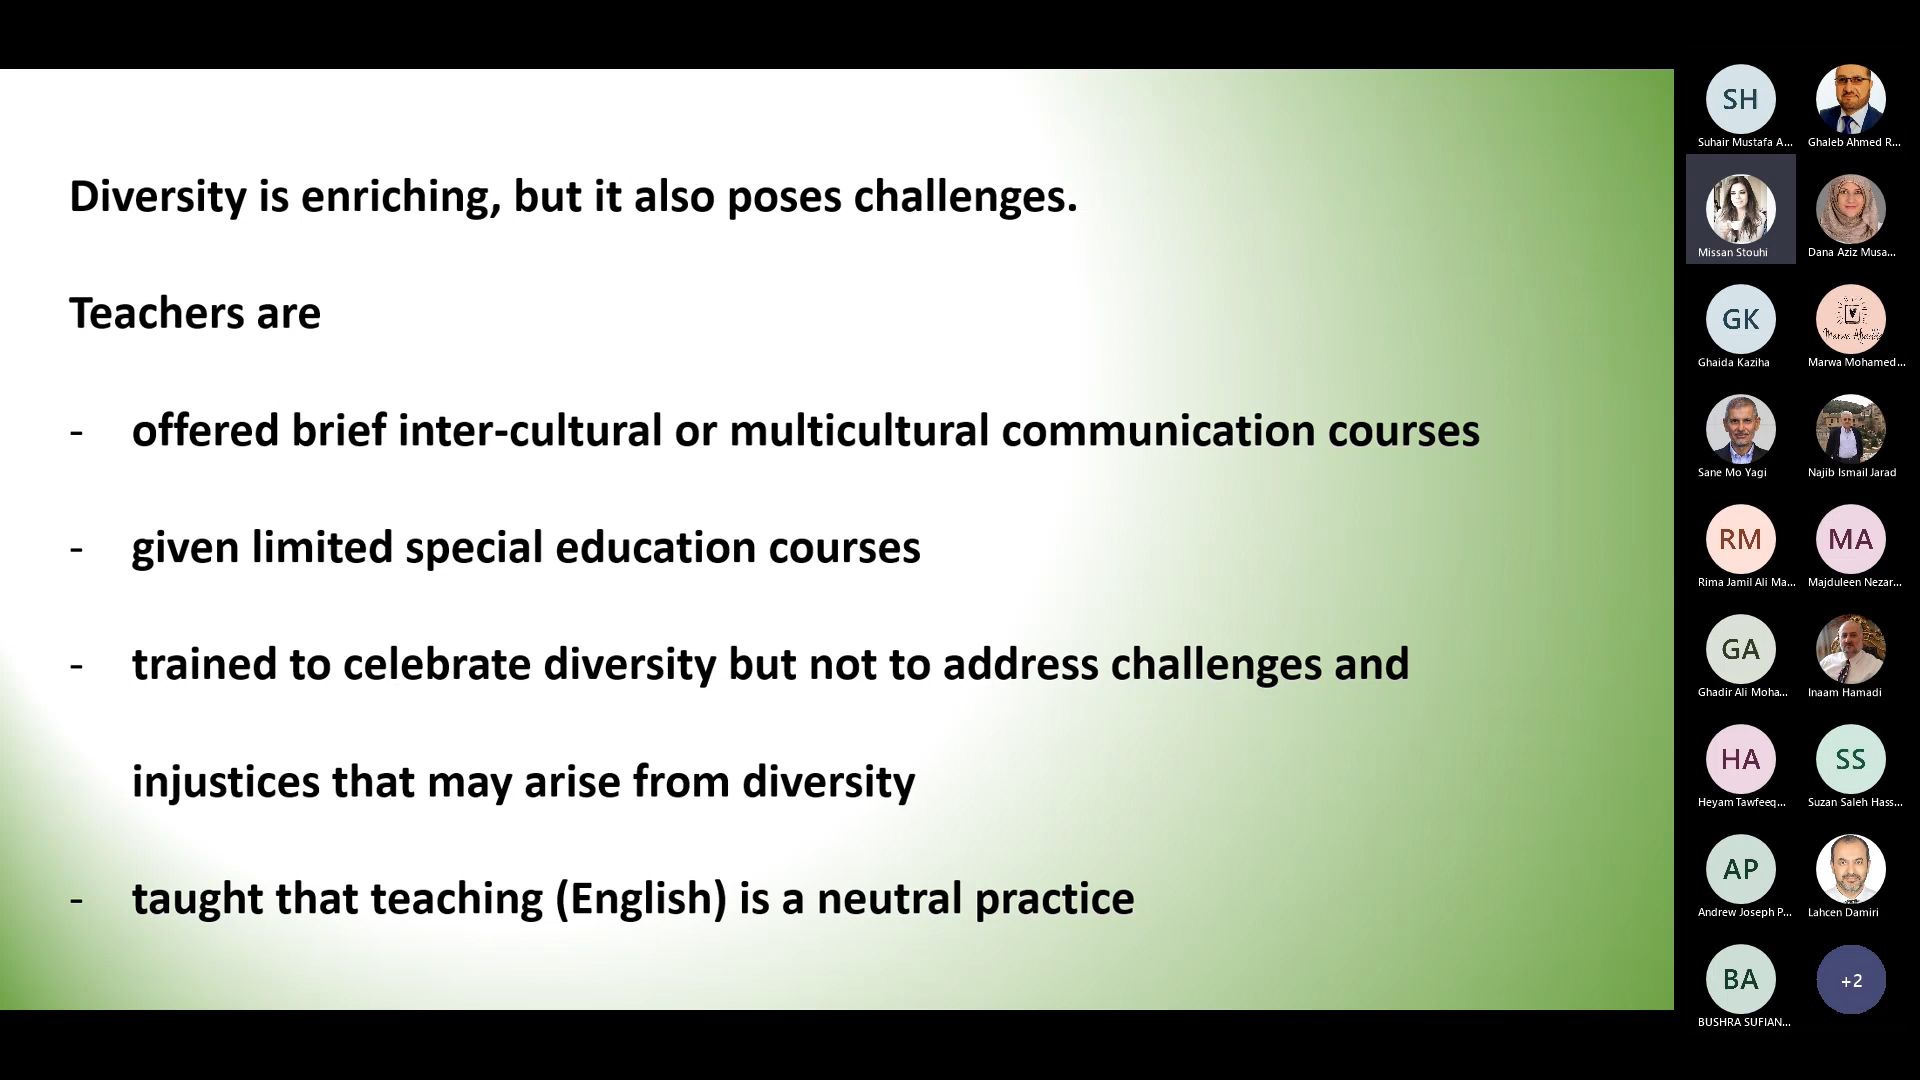 Diversity is enriching, but it also poses challenges.
Teachers are
- offered brief inter-cultural or multicultural communication courses
- given limited special education courses
- trained to celebrate diversity but not to address challenges and
injustices that may arise from diversity
- taught that teaching (English) is a neutral practice
SH
Suhair Mustafa A...
Ghaleb Ahmed R...
Missan Stouhi
Dana Aziz Musa...
GK
Ghaida Kaziha
Marwa Mohamed...
Sane Mo Yagi
Najib Ismail Jarad
RM
Rima Jamil Ali Ma...
MA
Majduleen Nezar...
GA
Ghadir Ali Moha...
Inaam Hamadi
HA
Heyam Tawfeeq...
SS
Suzan Saleh Hass...
AP
Andrew Joseph P...
Lahcen Damiri
BA
BUSHRA SUFIAN...
+2